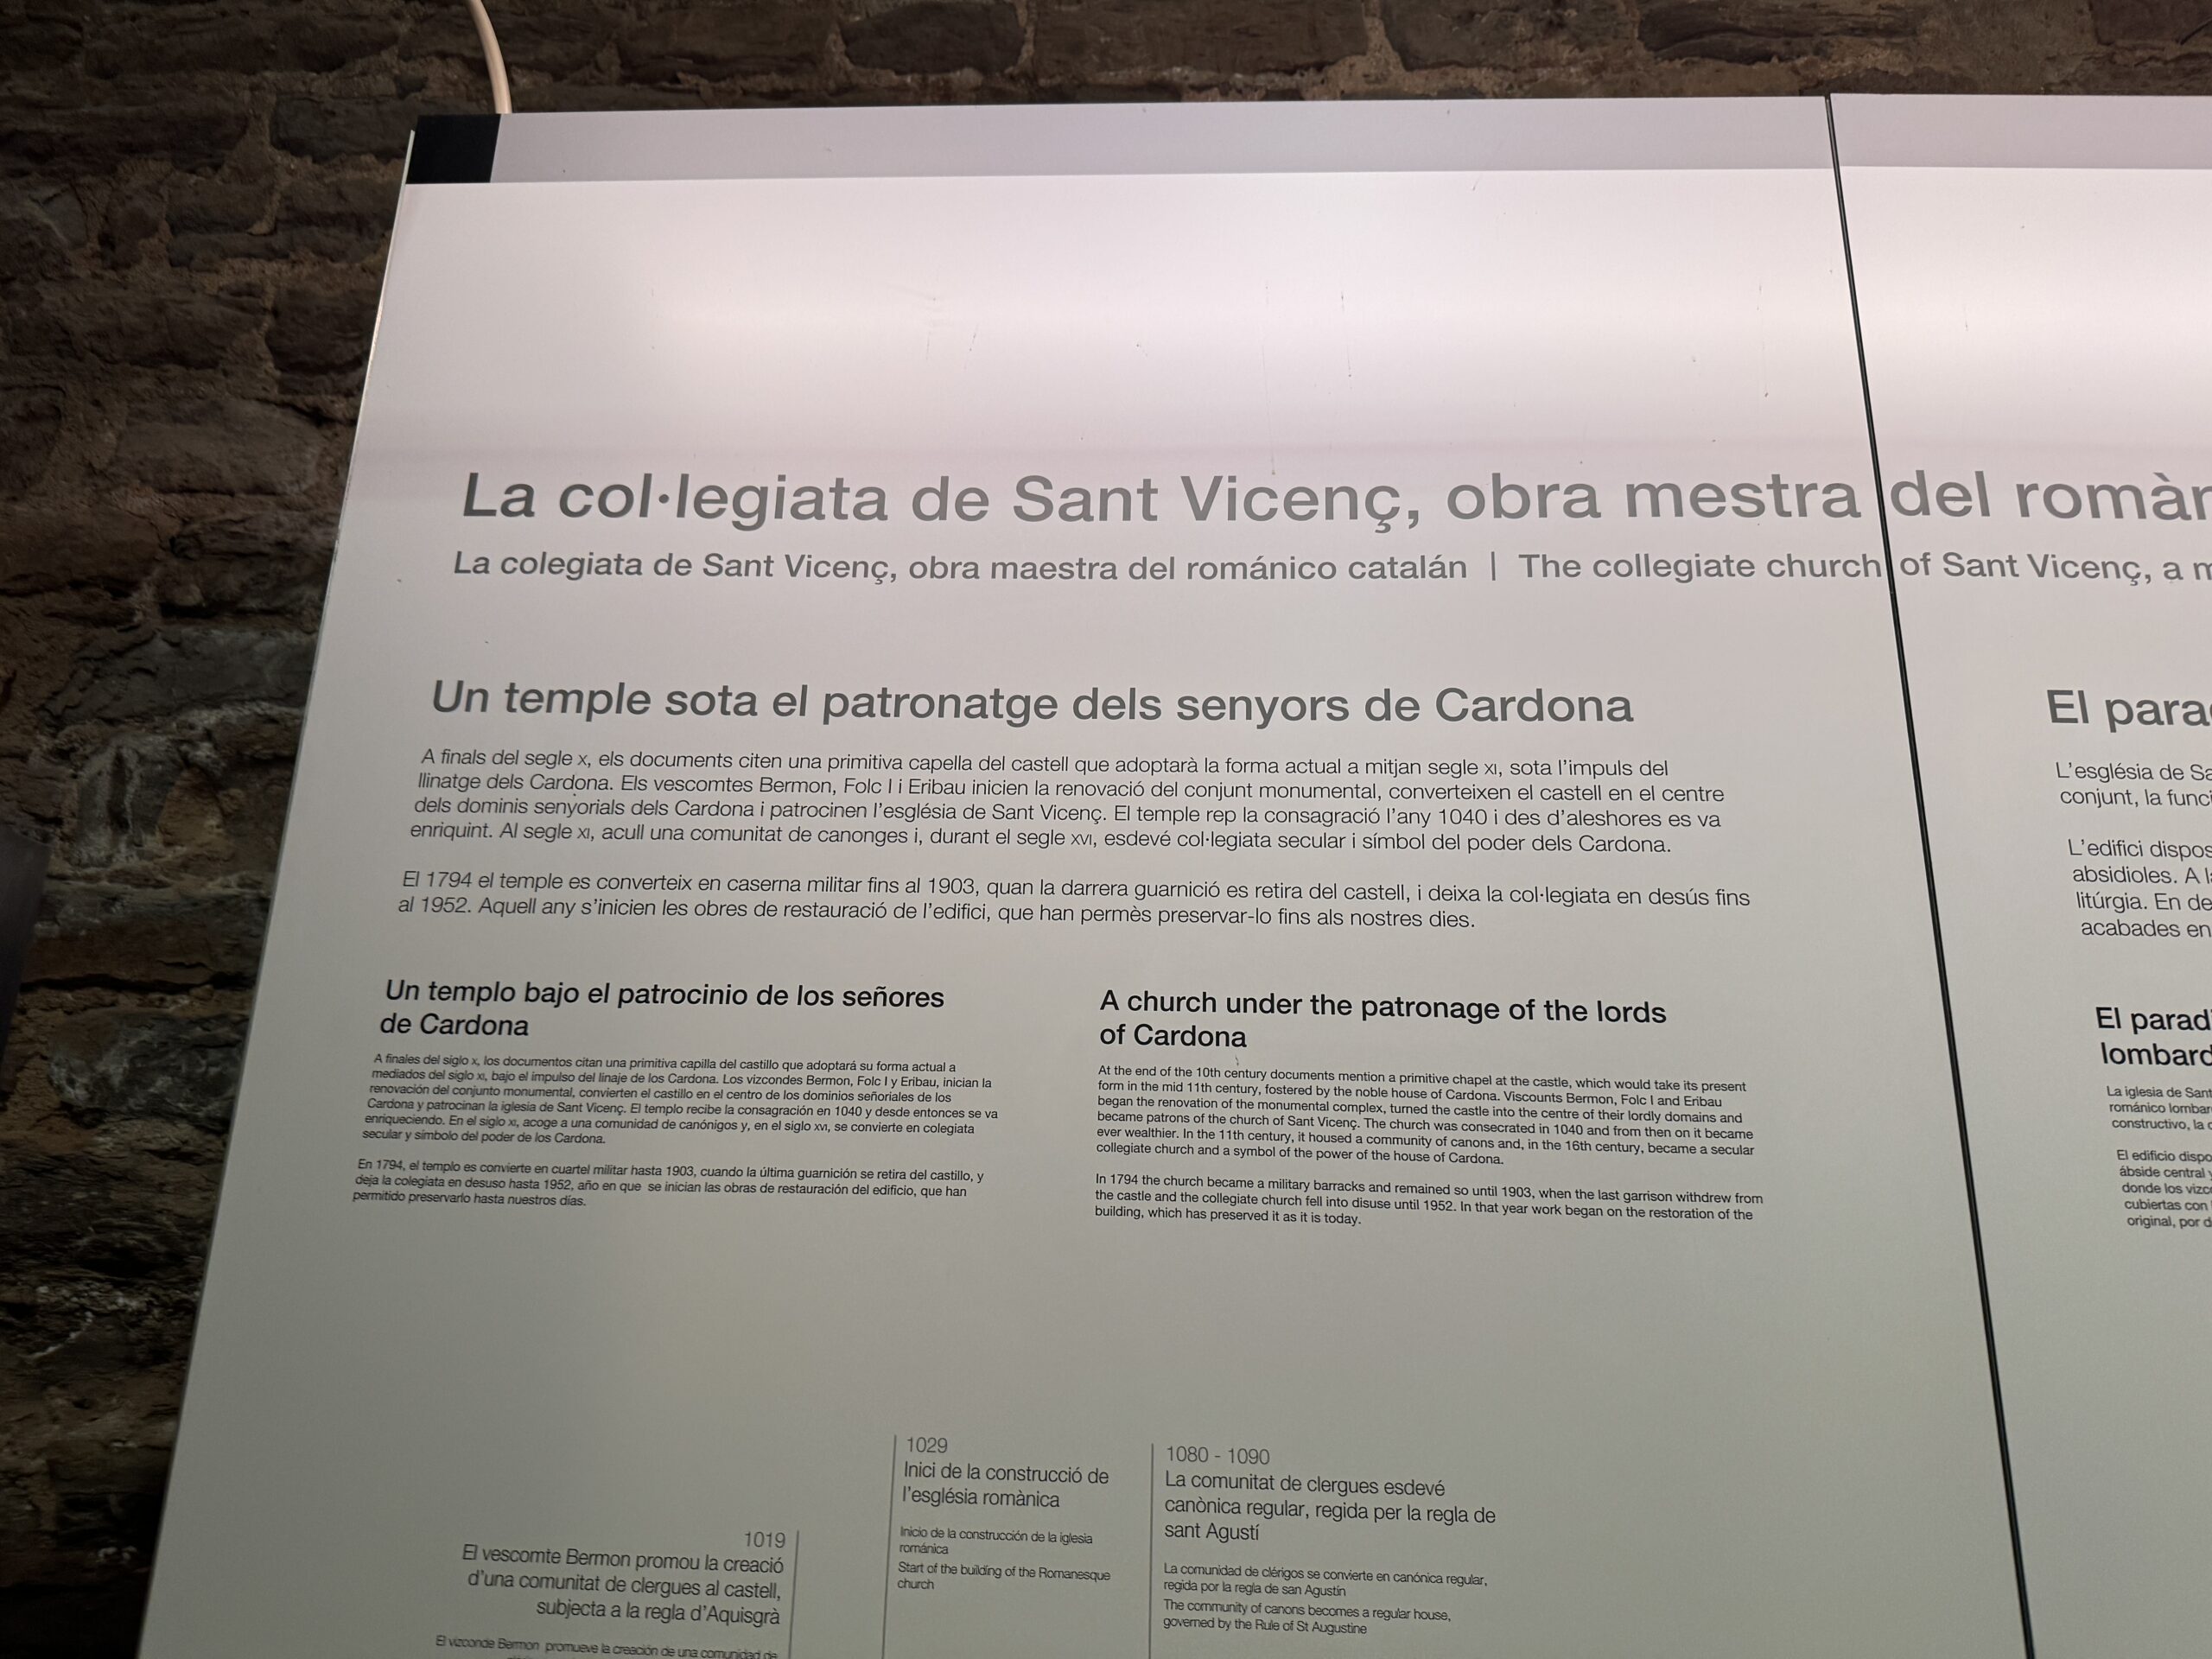 La col·legiata de Sant Vicenç, obra mestra del
La colegiata de Sant Vicenç, obra maestra del románico catalán | The collegiate church of Sant Vicenç, a
Un temple sota el patronatge dels senyors de Cardona
A finals del segle X, els documents citen una primitiva capella del castell que adoptarà la forma actual a mitjan segle XI, sota l'impuls del
llinatge dels Cardona. Els vescomtes Bermon, Folc I i Eribau inicien la renovació del conjunt monumental, converteixen el castell en el centre
dels dominis senyorials dels Cardona i patrocinen l'església de Sant Vicenç. El temple rep la consagració l'any 1040 i des d'aleshores es va
enriquint. Al segle XI, acull una comunitat de canonges i, durant el segle XVI, esdevé col·legiata secular i símbol del poder dels Cardona.
El 1794 el temple es converteix en caserna militar fins al 1903, quan la darrera guarnició es retira del castell, i deixa la col·legiata en desús fins
al 1952. Aquell any s'inicien les obres de restauració de l'edifici, que han permès preservar-lo fins als nostres dies.
Un templo bajo el patrocinio de los señores
de Cardona
A finales del siglo X, los documentos citan una primitiva capilla del castillo que adoptará su forma actual a
mediados del siglo XI, bajo el impulso del linaje de los Cardona. Los vizcondes Bermon, Folc I y Eribau, inician la
renovación del conjunto monumental, convierten el castillo en el centro de los dominios señoriales de los
Cardona y patrocinan la iglesia de Sant Vicenç. El templo recibe la consagración en 1040 y desde entonces se va
enriqueciendo. En el siglo XI, acoge a una comunidad de canónigos y, en el siglo XVI, se convierte en colegiata
secular y símbolo del poder de los Cardona.
En 1794, el templo es convierte en cuartel militar hasta 1903, cuando la última guarnición se retira del castillo, y
deja la colegiata en desuso hasta 1952, año en que se inician las obras de restauración del edificio, que han
permitido preservarlo hasta nuestros días.
A church under the patronage of the lords
of Cardona
At the end of the 10th century documents mention a primitive chapel at the castle, which would take its present
form in the mid 11th century, fostered by the noble house of Cardona. Viscounts Bermon, Folc I and Eribau
began the renovation of the monumental complex, turned the castle into the centre of their lordly domains and
became patrons of the church of Sant Vicenç. The church was consecrated in 1040 and from then on it became
ever wealthier. In the 11th century, it housed a community of canons and, in the 16th century, became a secular
collegiate church and a symbol of the power of the house of Cardona.
In 1794 the church became a military barracks and remained so until 1903, when the last garrison withdrew from
the castle and the collegiate church fell into disuse until 1952. In that year work began on the restoration of the
building, which has preserved it as it is today.
1019
El vescomte Bermon promou la creació
d'una comunitat de clergues al castell,
subjecta a la regla d'Aquisgrà
El vizconde Bermon promueve la creación de una comunidad de
1029
Inici de la construcció de
l'església romànica
Inicio de la construcción de la iglesia
románica
Start of the building of the Romanesque
church
1080 - 1090
La comunitat de clergues esdevé
canònica regular, regida per la regla de
sant Agustí
La comunidad de clérigos se convierte en canónica regular,
regida por la regla de san Agustín
The community of canons becomes a regular house,
governed by the Rule of St Augustine
El
L'església de
conjunt, la
L'edifici
absidioles. A
litúrgia. En
acabades en
El
La iglesia de Sant
románico
constructivo, la
El edificio
ábside central
donde los
cubiertas con
original, por